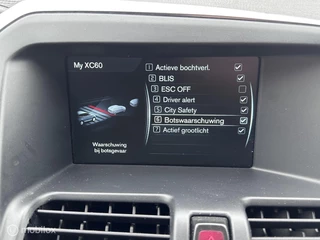 My XC60
1 Actieve bochtverl.
2 BLIS
3 ESC OFF
4 Driver alert
5 City Safety
6 Botswaarschuwing
7 Actief grootlicht
Waarschuwing
bij botsgevaar
mobilox